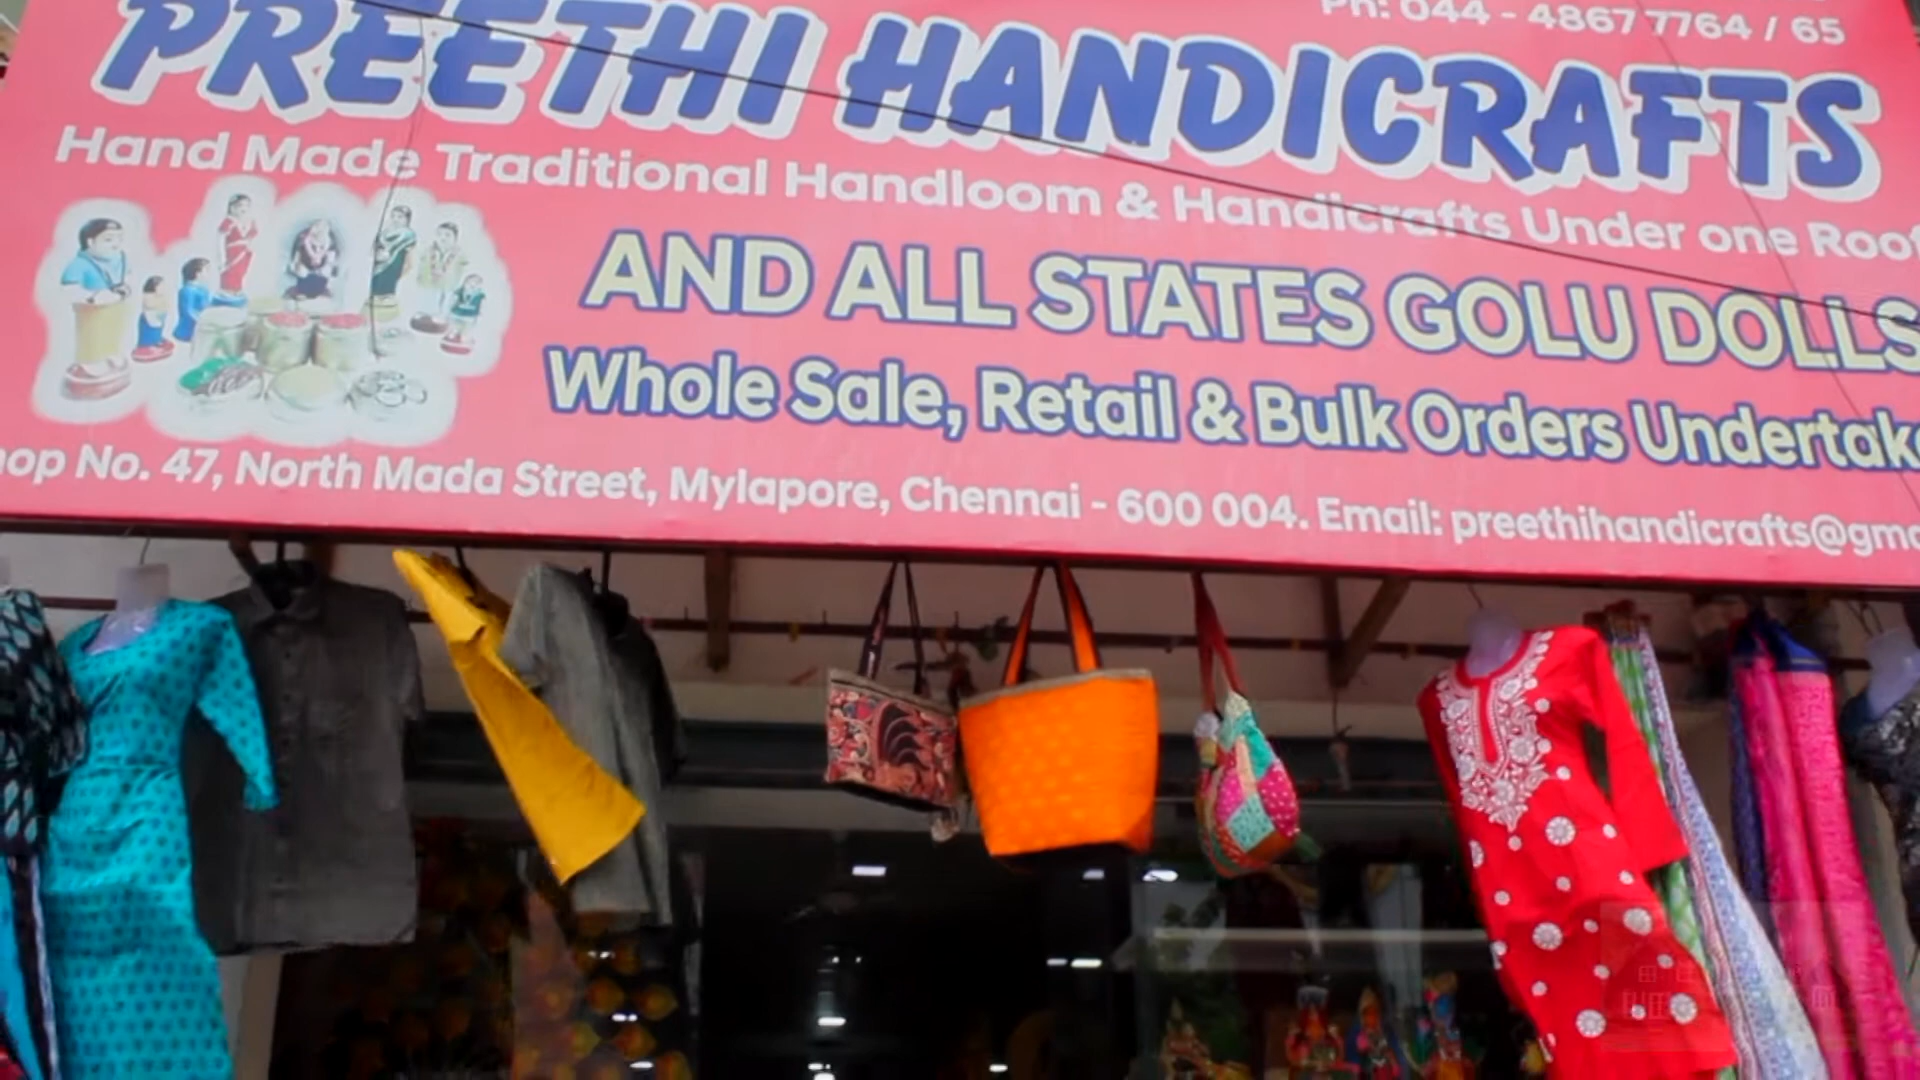 Ph: 044 - 4867 7764 / 65
PREETHI HANDICRAFTS
Hand Made Traditional Handloom & Handicrafts Under one Roof
AND ALL STATES GOLU DOLLS
Whole Sale, Retail & Bulk Orders Undertake
hop No. 47, North Mada Street, Mylapore, Chennai - 600 004. Email: preethihandicrafts@gma